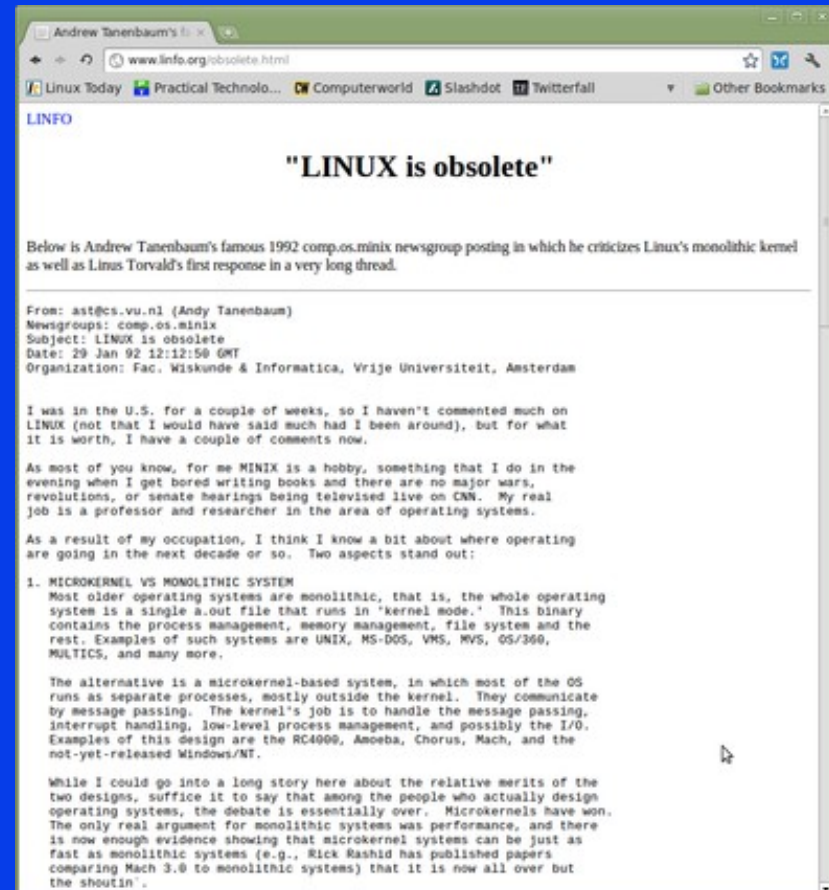 Andrew Tanenbaum's fa
www.linfo.org/obsolete.html
Linux Today Practical Technolo... Computerworld Slashdot Twitterfall Other Bookmarks
LINFO
"LINUX is obsolete"
Below is Andrew Tanenbaum's famous 1992 comp.os.minix newsgroup posting in which he criticizes Linux's monolithic kernel
as well as Linus Torvald's first response in a very long thread.
From: ast@cs.vu.nl (Andy Tanenbaum)
Newsgroups: comp.os.minix
Subject: LINUX is obsolete
Date: 29 Jan 92 12:12:50 GMT
Organization: Fac. Wiskunde & Informatica, Vrije Universiteit, Amsterdam
I was in the U.S. for a couple of weeks, so I haven't commented much on
LINUX (not that I would have said much had I been around), but for what
it is worth, I have a couple of comments now.
As most of you know, for me MINIX is a hobby, something that I do in the
evening when I get bored writing books and there are no major wars,
revolutions, or senate hearings being televised live on CNN. My real
job is a professor and researcher in the area of operating systems.
As a result of my occupation, I think I know a bit about where operating
are going in the next decade or so. Two aspects stand out:
1. MICROKERNEL VS MONOLITHIC SYSTEM
Most older operating systems are monolithic, that is, the whole operating
system is a single a.out file that runs in 'kernel mode.' This binary
contains the process management, memory management, file system and the
rest. Examples of such systems are UNIX, MS-DOS, VMS, MVS, OS/360,
MULTICS, and many more.
The alternative is a microkernel-based system, in which most of the OS
runs as separate processes, mostly outside the kernel. They communicate
by message passing. The kernel's job is to handle the message passing,
interrupt handling, low-level process management, and possibly the I/O.
Examples of this design are the RC4000, Amoeba, Chorus, Mach, and the
not-yet-released Windows/NT.
While I could go into a long story here about the relative merits of the
two designs, suffice it to say that among the people who actually design
operating systems, the debate is essentially over. Microkernels have won.
The only real argument for monolithic systems was performance, and there
is now enough evidence showing that microkernel systems can be just as
fast as monolithic systems (e.g., Rick Rashid has published papers
comparing Mach 3.0 to monolithic systems) that it is now all over but
the shoutin`.